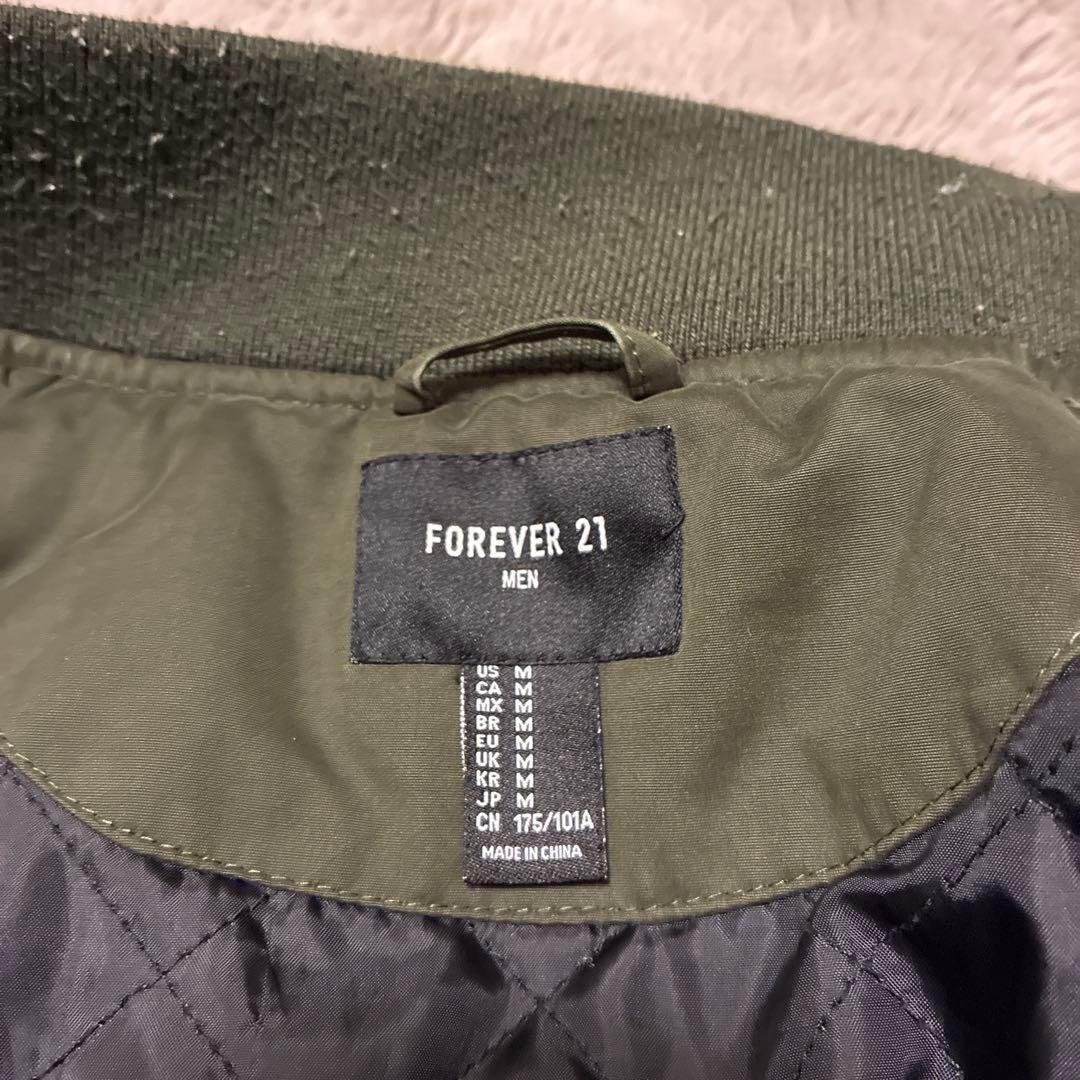 FOREVER 21
MEN
US M
CA M
MX M
BR M
EU M
UK M
KR M
JP M
CN 175/101A
MADE IN CHINA